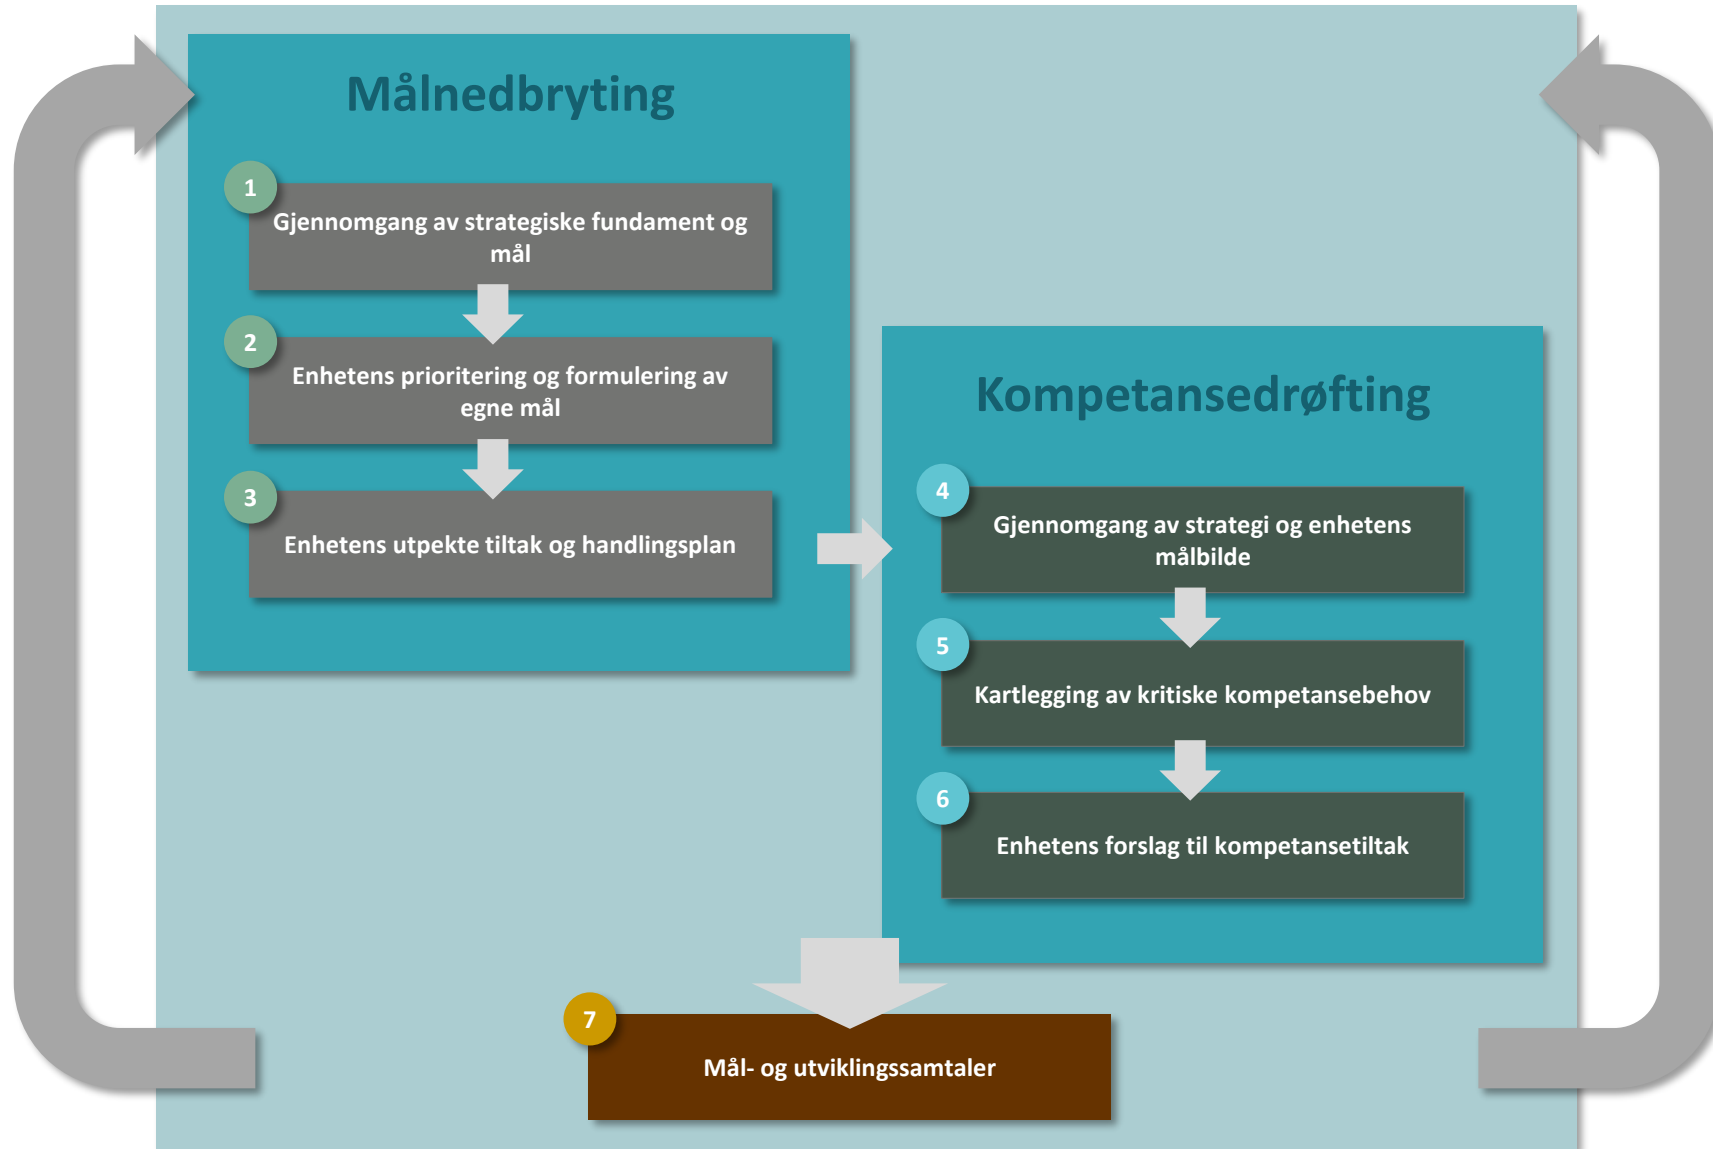 Målnedbryting
1
Gjennomgang av strategiske fundament og
mål
2
Enhetens prioritering og formulering av
egne mål
3
Enhetens utpekte tiltak og handlingsplan
Kompetansedrøfting
4
Gjennomgang av strategi og enhetens
målbilde
5
Kartlegging av kritiske kompetansebehov
6
Enhetens forslag til kompetansetiltak
7
Mål- og utviklingssamtaler